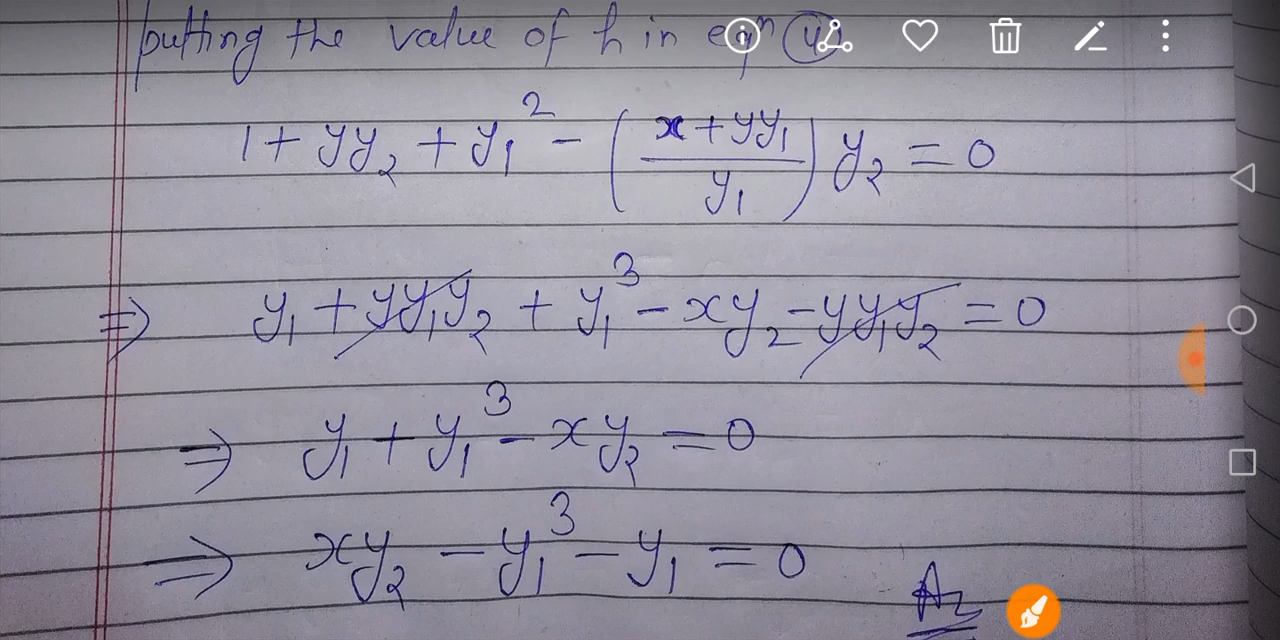 putting the value of h in eqⁿ (4)
1 + yy₂ + y₁² − ( (x + yy₁) / y₁ ) y₂ = 0
⇒ y₁ + yy₁y₂ + y₁³ − xy₂ − yy₁y₂ = 0
⇒ y₁ + y₁³ − xy₂ = 0
⇒ xy₂ − y₁³ − y₁ = 0